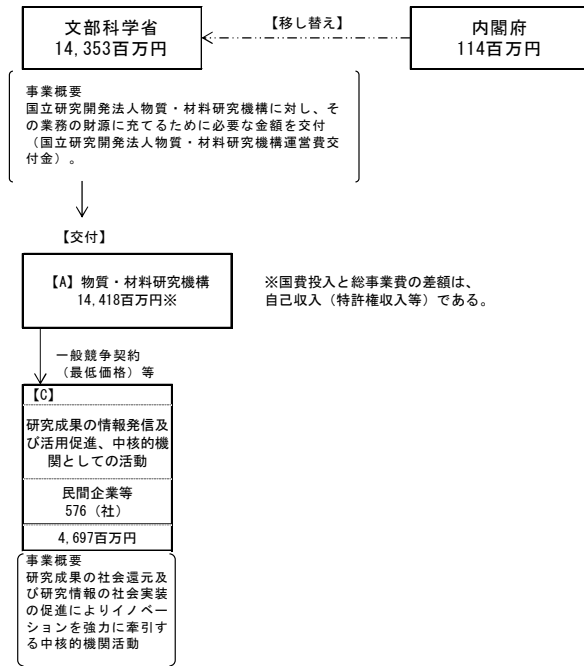 文部科学省
14,353百万円
【移し替え】
内閣府
114百万円
事業概要
国立研究開発法人物質・材料研究機構に対し、そ
の業務の財源に充てるために必要な金額を交付
（国立研究開発法人物質・材料研究機構運営費交
付金）。
【交付】
【A】物質・材料研究機構
14,418百万円※
※国費投入と総事業費の差額は、
自己収入（特許権収入等）である。
一般競争契約
（最低価格）等
【C】
研究成果の情報発信及
び活用促進、中核的機
関としての活動
民間企業等
576（社）
4,697百万円
事業概要
研究成果の社会還元及
び研究情報の社会実装
の促進によりイノベー
ションを強力に牽引す
る中核的機関活動